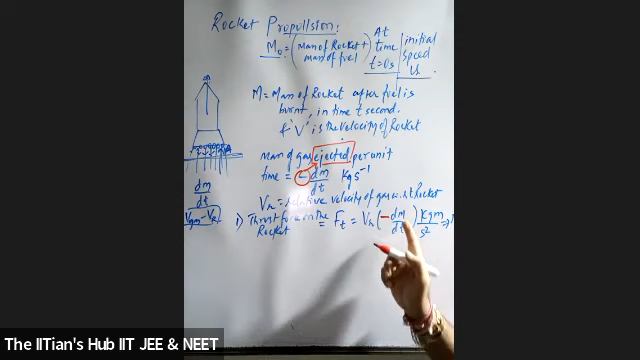 Rocket Propulsion:
M₀ = (Mass of Rocket + mass of fuel) At time t=0s | initial speed u.
M = Mass of Rocket after fuel is
burnt, in time t second.
& 'V' is the velocity of Rocket
Mass of gas ejected per unit
time = - dm/dt kg s⁻¹
Vr = relative velocity of gas w.r.t Rocket
1) Thrust force on the Rocket = Ft = Vr (- dm/dt) kgm/s² ⇒
dm/dt
The IITian's Hub IIT JEE & NEET